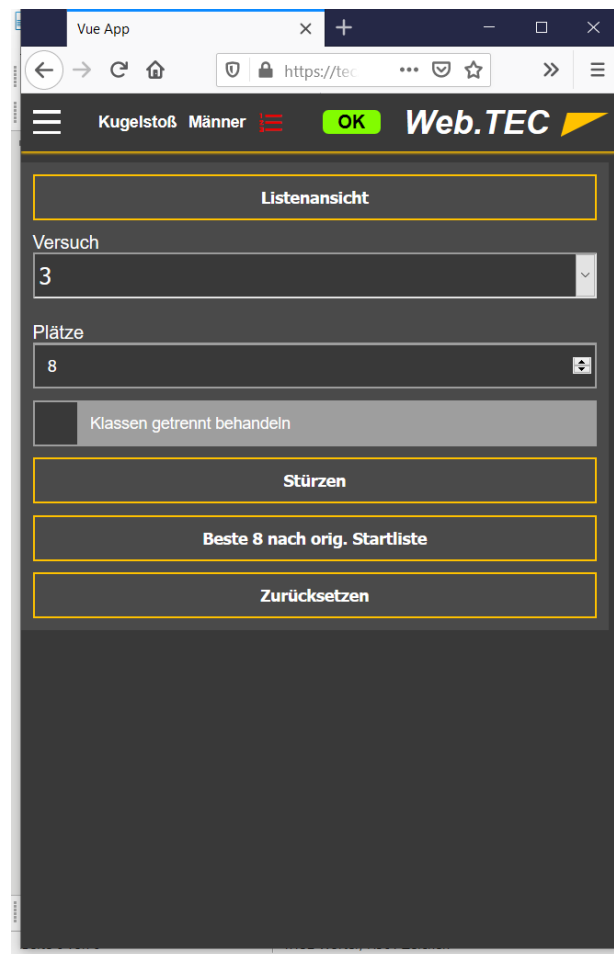 Vue App
https://tec
Kugelstoß Männer OK Web.TEC
Listenansicht
Versuch
3
Plätze
8
Klassen getrennt behandeln
Stürzen
Beste 8 nach orig. Startliste
Zurücksetzen